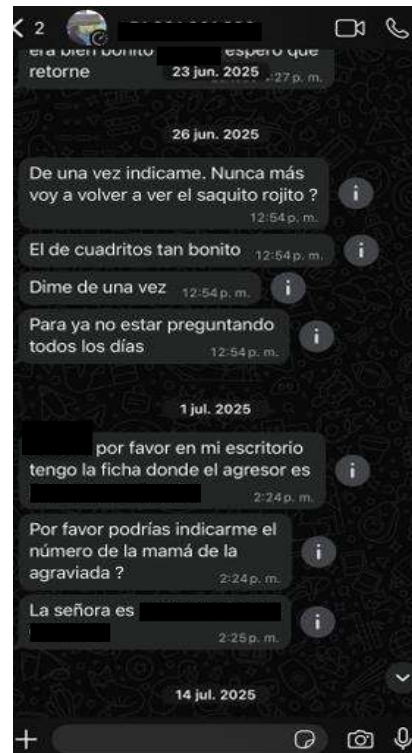 2
era bien bonito espero que
retorne
23 jun. 2025
:27 p. m.
26 jun. 2025
De una vez indicame. Nunca más
voy a volver a ver el saquito rojito ?
12:54 p. m.
El de cuadritos tan bonito 12:54 p. m.
Dime de una vez 12:54 p. m.
Para ya no estar preguntando
todos los días 12:54 p. m.
1 jul. 2025
por favor en mi escritorio
tengo la ficha donde el agresor es
2:24 p. m.
Por favor podrías indicarme el
número de la mamá de la
agraviada ? 2:24 p. m.
La señora es
2:25 p. m.
14 jul. 2025